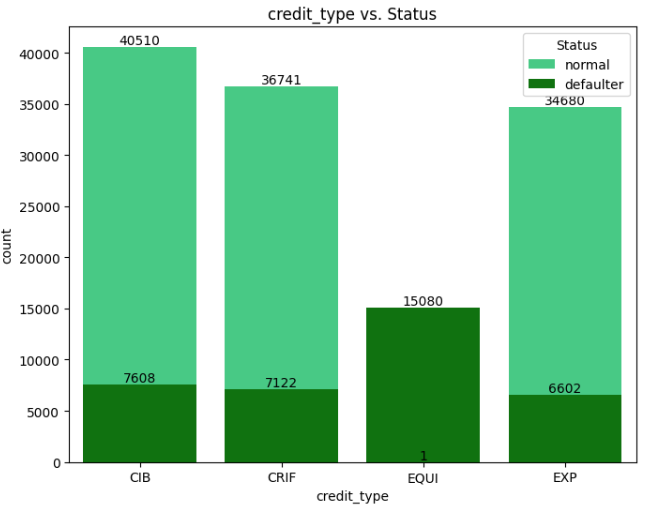 credit_type vs. Status
40510
36741
34680
15080
7608
7122
1
6602
Status
normal
defaulter
40000
35000
30000
25000
20000
15000
10000
5000
0
count
CIB
CRIF
EQUI
EXP
credit_type